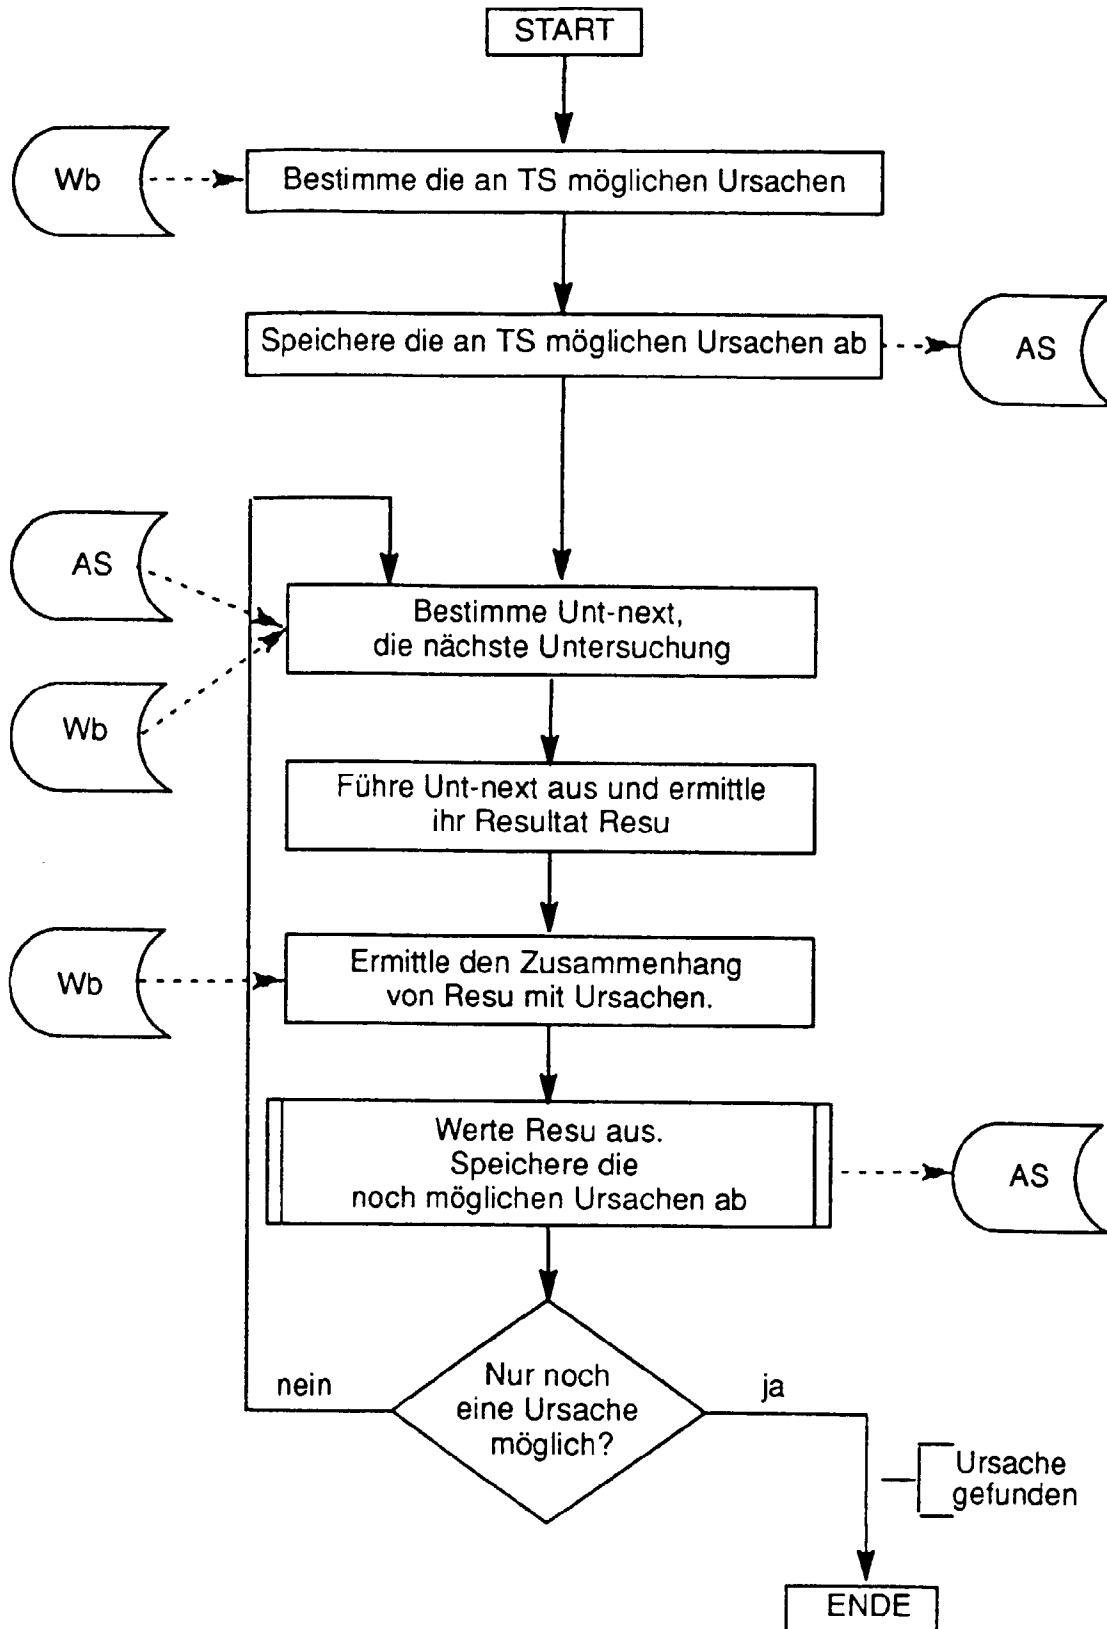 START
Wb
Bestimme die an TS möglichen Ursachen
Speichere die an TS möglichen Ursachen ab
AS
AS
Bestimme Unt-next,
die nächste Untersuchung
Wb
Führe Unt-next aus und ermittle
ihr Resultat Resu
Wb
Ermittle den Zusammenhang
von Resu mit Ursachen.
Werte Resu aus.
Speichere die
noch möglichen Ursachen ab
AS
nein
Nur noch
eine Ursache
möglich?
ja
Ursache
gefunden
ENDE